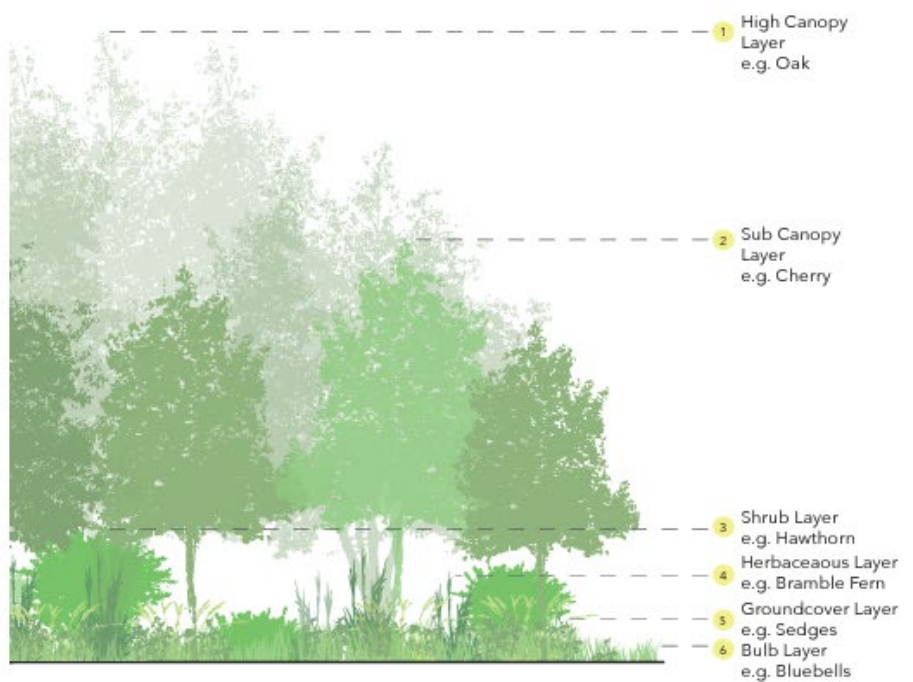 1 High Canopy
Layer
e.g. Oak
2 Sub Canopy
Layer
e.g. Cherry
3 Shrub Layer
e.g. Hawthorn
4 Herbaceaous Layer
e.g. Bramble Fern
5 Groundcover Layer
e.g. Sedges
6 Bulb Layer
e.g. Bluebells